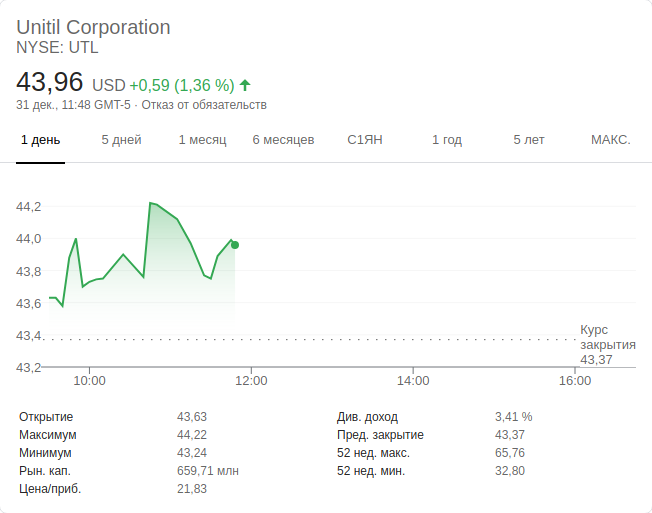 Unitil Corporation
NYSE: UTL
43,96 USD +0,59 (1,36 %)
31 дек., 11:48 GMT-5 · Отказ от обязательств
1 день 5 дней 1 месяц 6 месяцев С1ЯН 1 год 5 лет МАКС.
44,2
44,0
43,8
43,6
43,4
43,2
Курс
закрытия
43,37
10:00 12:00 14:00 16:00
Открытие 43,63 Див. доход 3,41 %
Максимум 44,22 Пред. закрытие 43,37
Минимум 43,24 52 нед. макс. 65,76
Рын. кап. 659,71 млн 52 нед. мин. 32,80
Цена/приб. 21,83